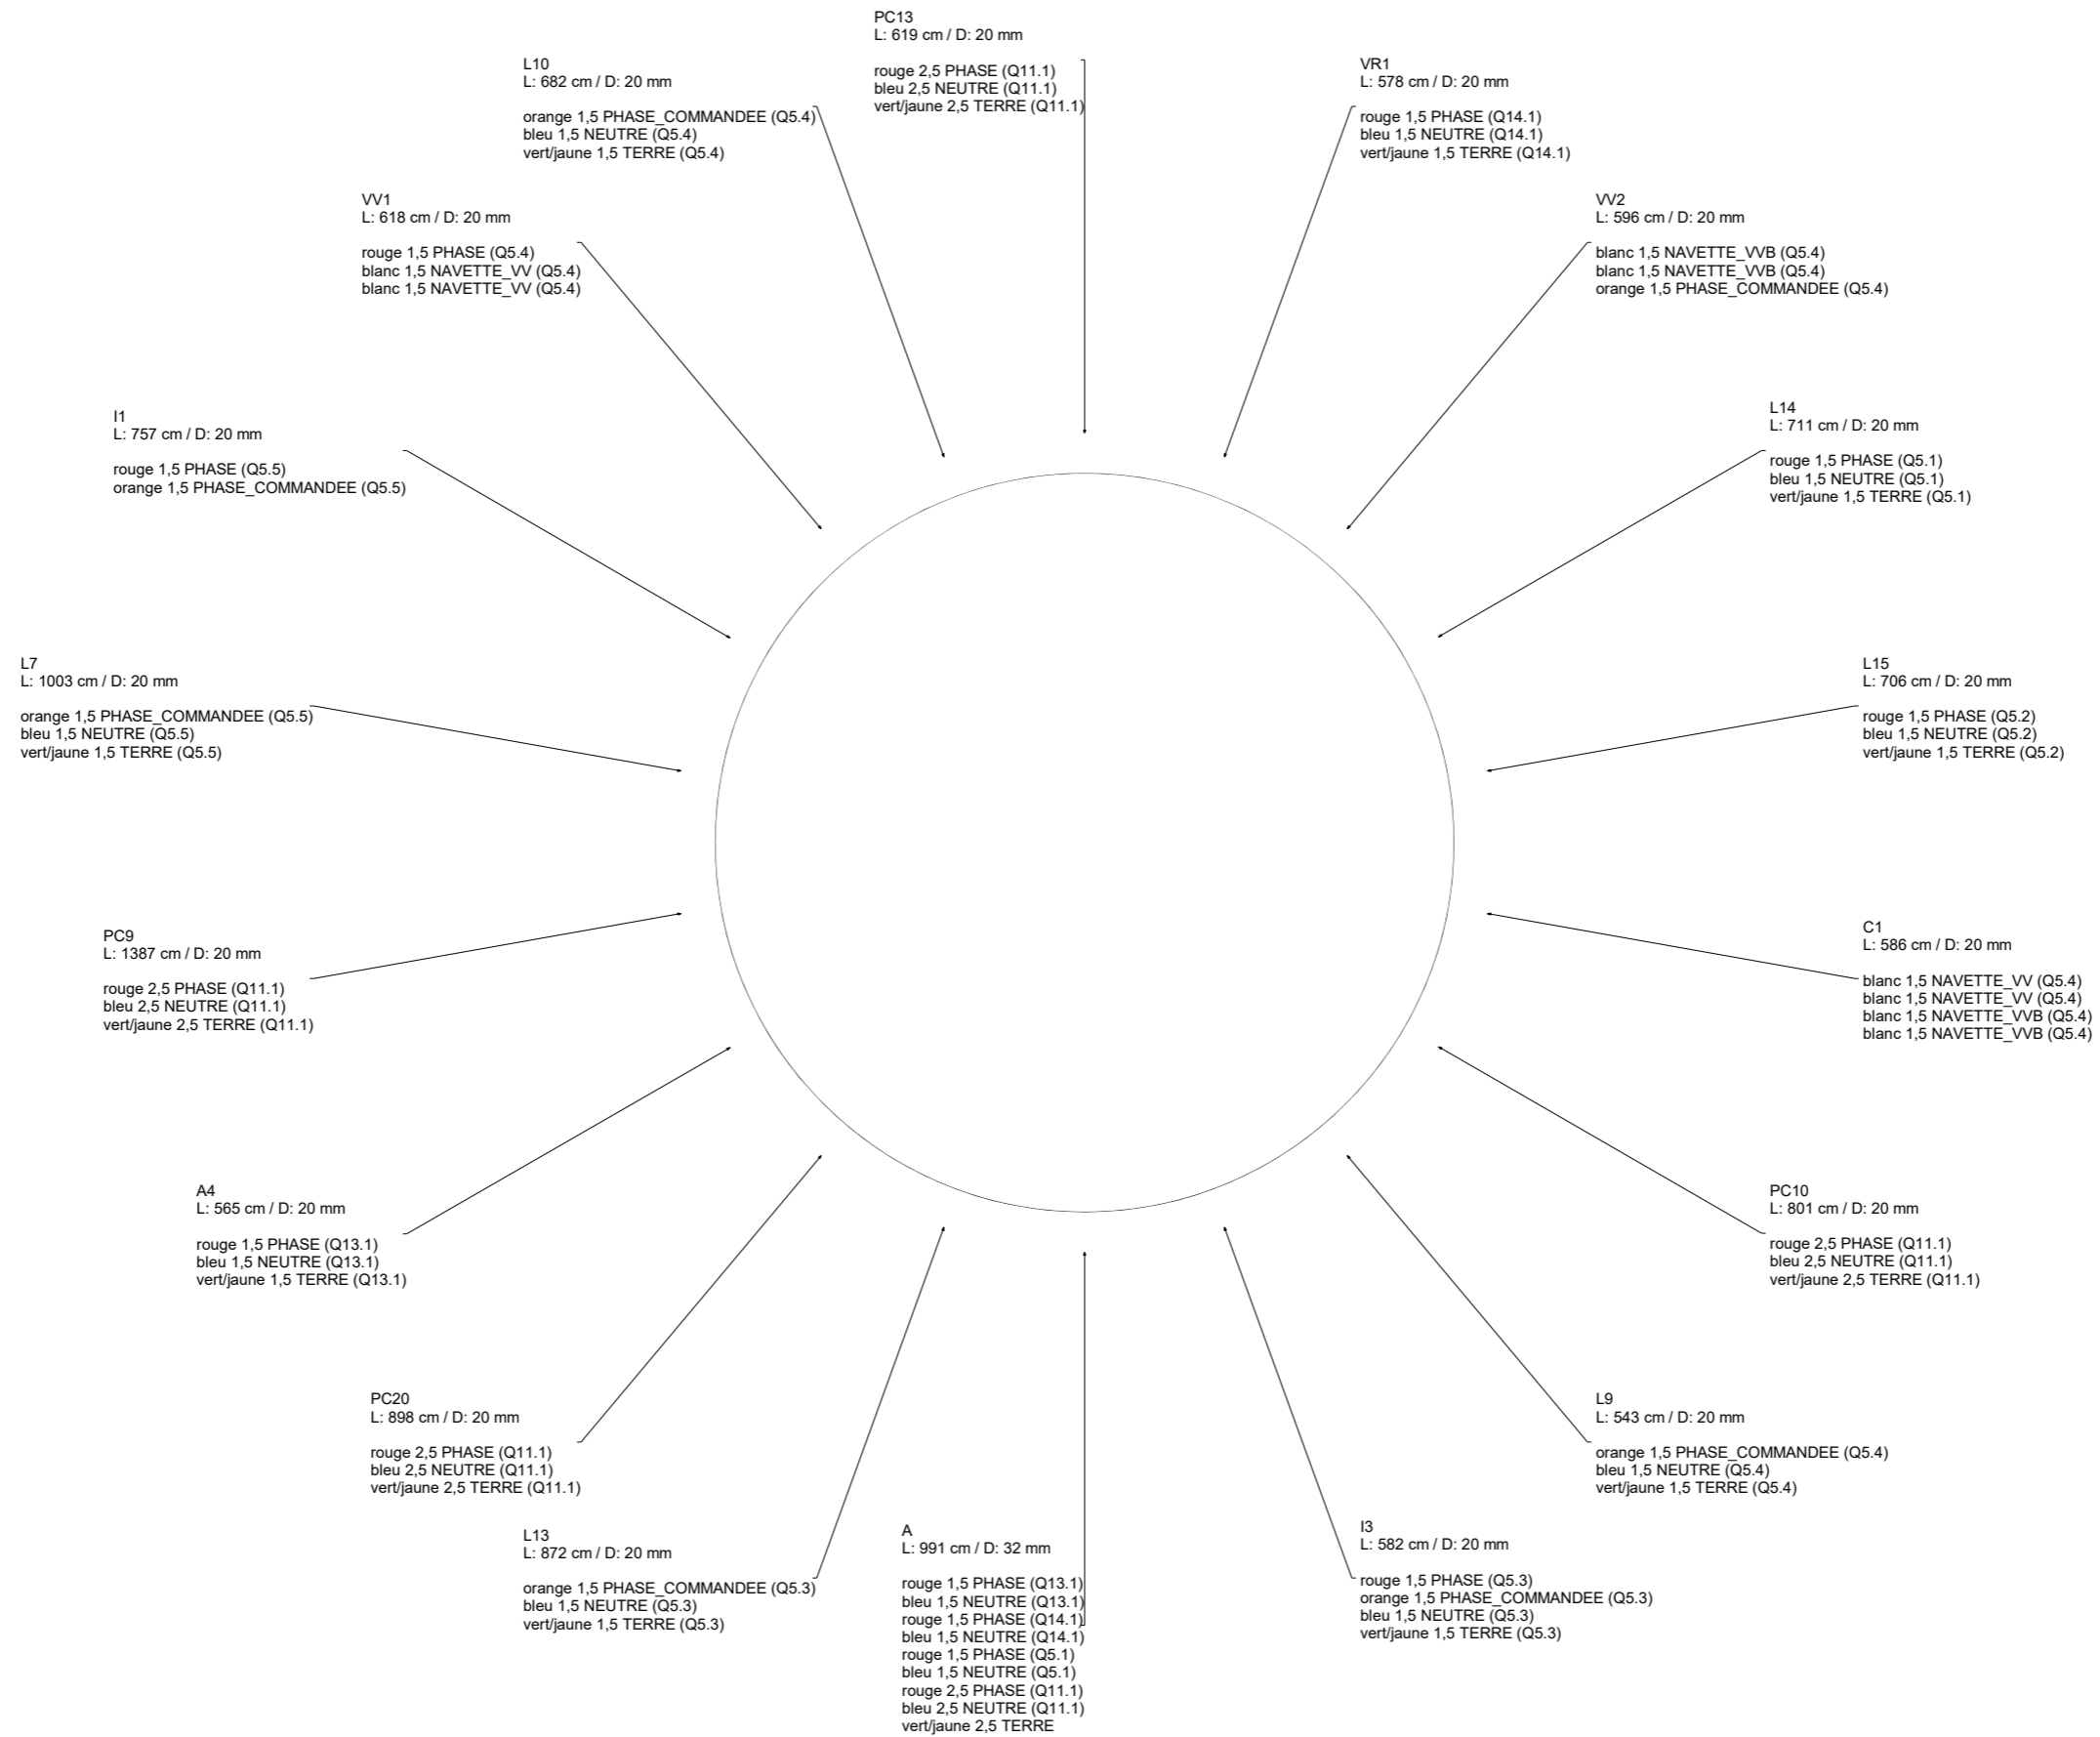 PC13
L: 619 cm / D: 20 mm
rouge 2,5 PHASE (Q11.1)
bleu 2,5 NEUTRE (Q11.1)
vert/jaune 2,5 TERRE (Q11.1)
L10
L: 682 cm / D: 20 mm
orange 1,5 PHASE_COMMANDEE (Q5.4)
bleu 1,5 NEUTRE (Q5.4)
vert/jaune 1,5 TERRE (Q5.4)
VR1
L: 578 cm / D: 20 mm
rouge 1,5 PHASE (Q14.1)
bleu 1,5 NEUTRE (Q14.1)
vert/jaune 1,5 TERRE (Q14.1)
VV1
L: 618 cm / D: 20 mm
rouge 1,5 PHASE (Q5.4)
blanc 1,5 NAVETTE_VV (Q5.4)
blanc 1,5 NAVETTE_VV (Q5.4)
VV2
L: 596 cm / D: 20 mm
blanc 1,5 NAVETTE_VVB (Q5.4)
blanc 1,5 NAVETTE_VVB (Q5.4)
orange 1,5 PHASE_COMMANDEE (Q5.4)
I1
L: 757 cm / D: 20 mm
rouge 1,5 PHASE (Q5.5)
orange 1,5 PHASE_COMMANDEE (Q5.5)
L14
L: 711 cm / D: 20 mm
rouge 1,5 PHASE (Q5.1)
bleu 1,5 NEUTRE (Q5.1)
vert/jaune 1,5 TERRE (Q5.1)
L7
L: 1003 cm / D: 20 mm
orange 1,5 PHASE_COMMANDEE (Q5.5)
bleu 1,5 NEUTRE (Q5.5)
vert/jaune 1,5 TERRE (Q5.5)
L15
L: 706 cm / D: 20 mm
rouge 1,5 PHASE (Q5.2)
bleu 1,5 NEUTRE (Q5.2)
vert/jaune 1,5 TERRE (Q5.2)
PC9
L: 1387 cm / D: 20 mm
rouge 2,5 PHASE (Q11.1)
bleu 2,5 NEUTRE (Q11.1)
vert/jaune 2,5 TERRE (Q11.1)
C1
L: 586 cm / D: 20 mm
blanc 1,5 NAVETTE_VV (Q5.4)
blanc 1,5 NAVETTE_VV (Q5.4)
blanc 1,5 NAVETTE_VVB (Q5.4)
blanc 1,5 NAVETTE_VVB (Q5.4)
A4
L: 565 cm / D: 20 mm
rouge 1,5 PHASE (Q13.1)
bleu 1,5 NEUTRE (Q13.1)
vert/jaune 1,5 TERRE (Q13.1)
PC10
L: 801 cm / D: 20 mm
rouge 2,5 PHASE (Q11.1)
bleu 2,5 NEUTRE (Q11.1)
vert/jaune 2,5 TERRE (Q11.1)
PC20
L: 898 cm / D: 20 mm
rouge 2,5 PHASE (Q11.1)
bleu 2,5 NEUTRE (Q11.1)
vert/jaune 2,5 TERRE (Q11.1)
L9
L: 543 cm / D: 20 mm
orange 1,5 PHASE_COMMANDEE (Q5.4)
bleu 1,5 NEUTRE (Q5.4)
vert/jaune 1,5 TERRE (Q5.4)
L13
L: 872 cm / D: 20 mm
orange 1,5 PHASE_COMMANDEE (Q5.3)
bleu 1,5 NEUTRE (Q5.3)
vert/jaune 1,5 TERRE (Q5.3)
A
L: 991 cm / D: 32 mm
rouge 1,5 PHASE (Q13.1)
bleu 1,5 NEUTRE (Q13.1)
rouge 1,5 PHASE (Q14.1)
bleu 1,5 NEUTRE (Q14.1)
rouge 1,5 PHASE (Q5.1)
bleu 1,5 NEUTRE (Q5.1)
rouge 2,5 PHASE (Q11.1)
bleu 2,5 NEUTRE (Q11.1)
vert/jaune 2,5 TERRE
I3
L: 582 cm / D: 20 mm
rouge 1,5 PHASE (Q5.3)
orange 1,5 PHASE_COMMANDEE (Q5.3)
bleu 1,5 NEUTRE (Q5.3)
vert/jaune 1,5 TERRE (Q5.3)